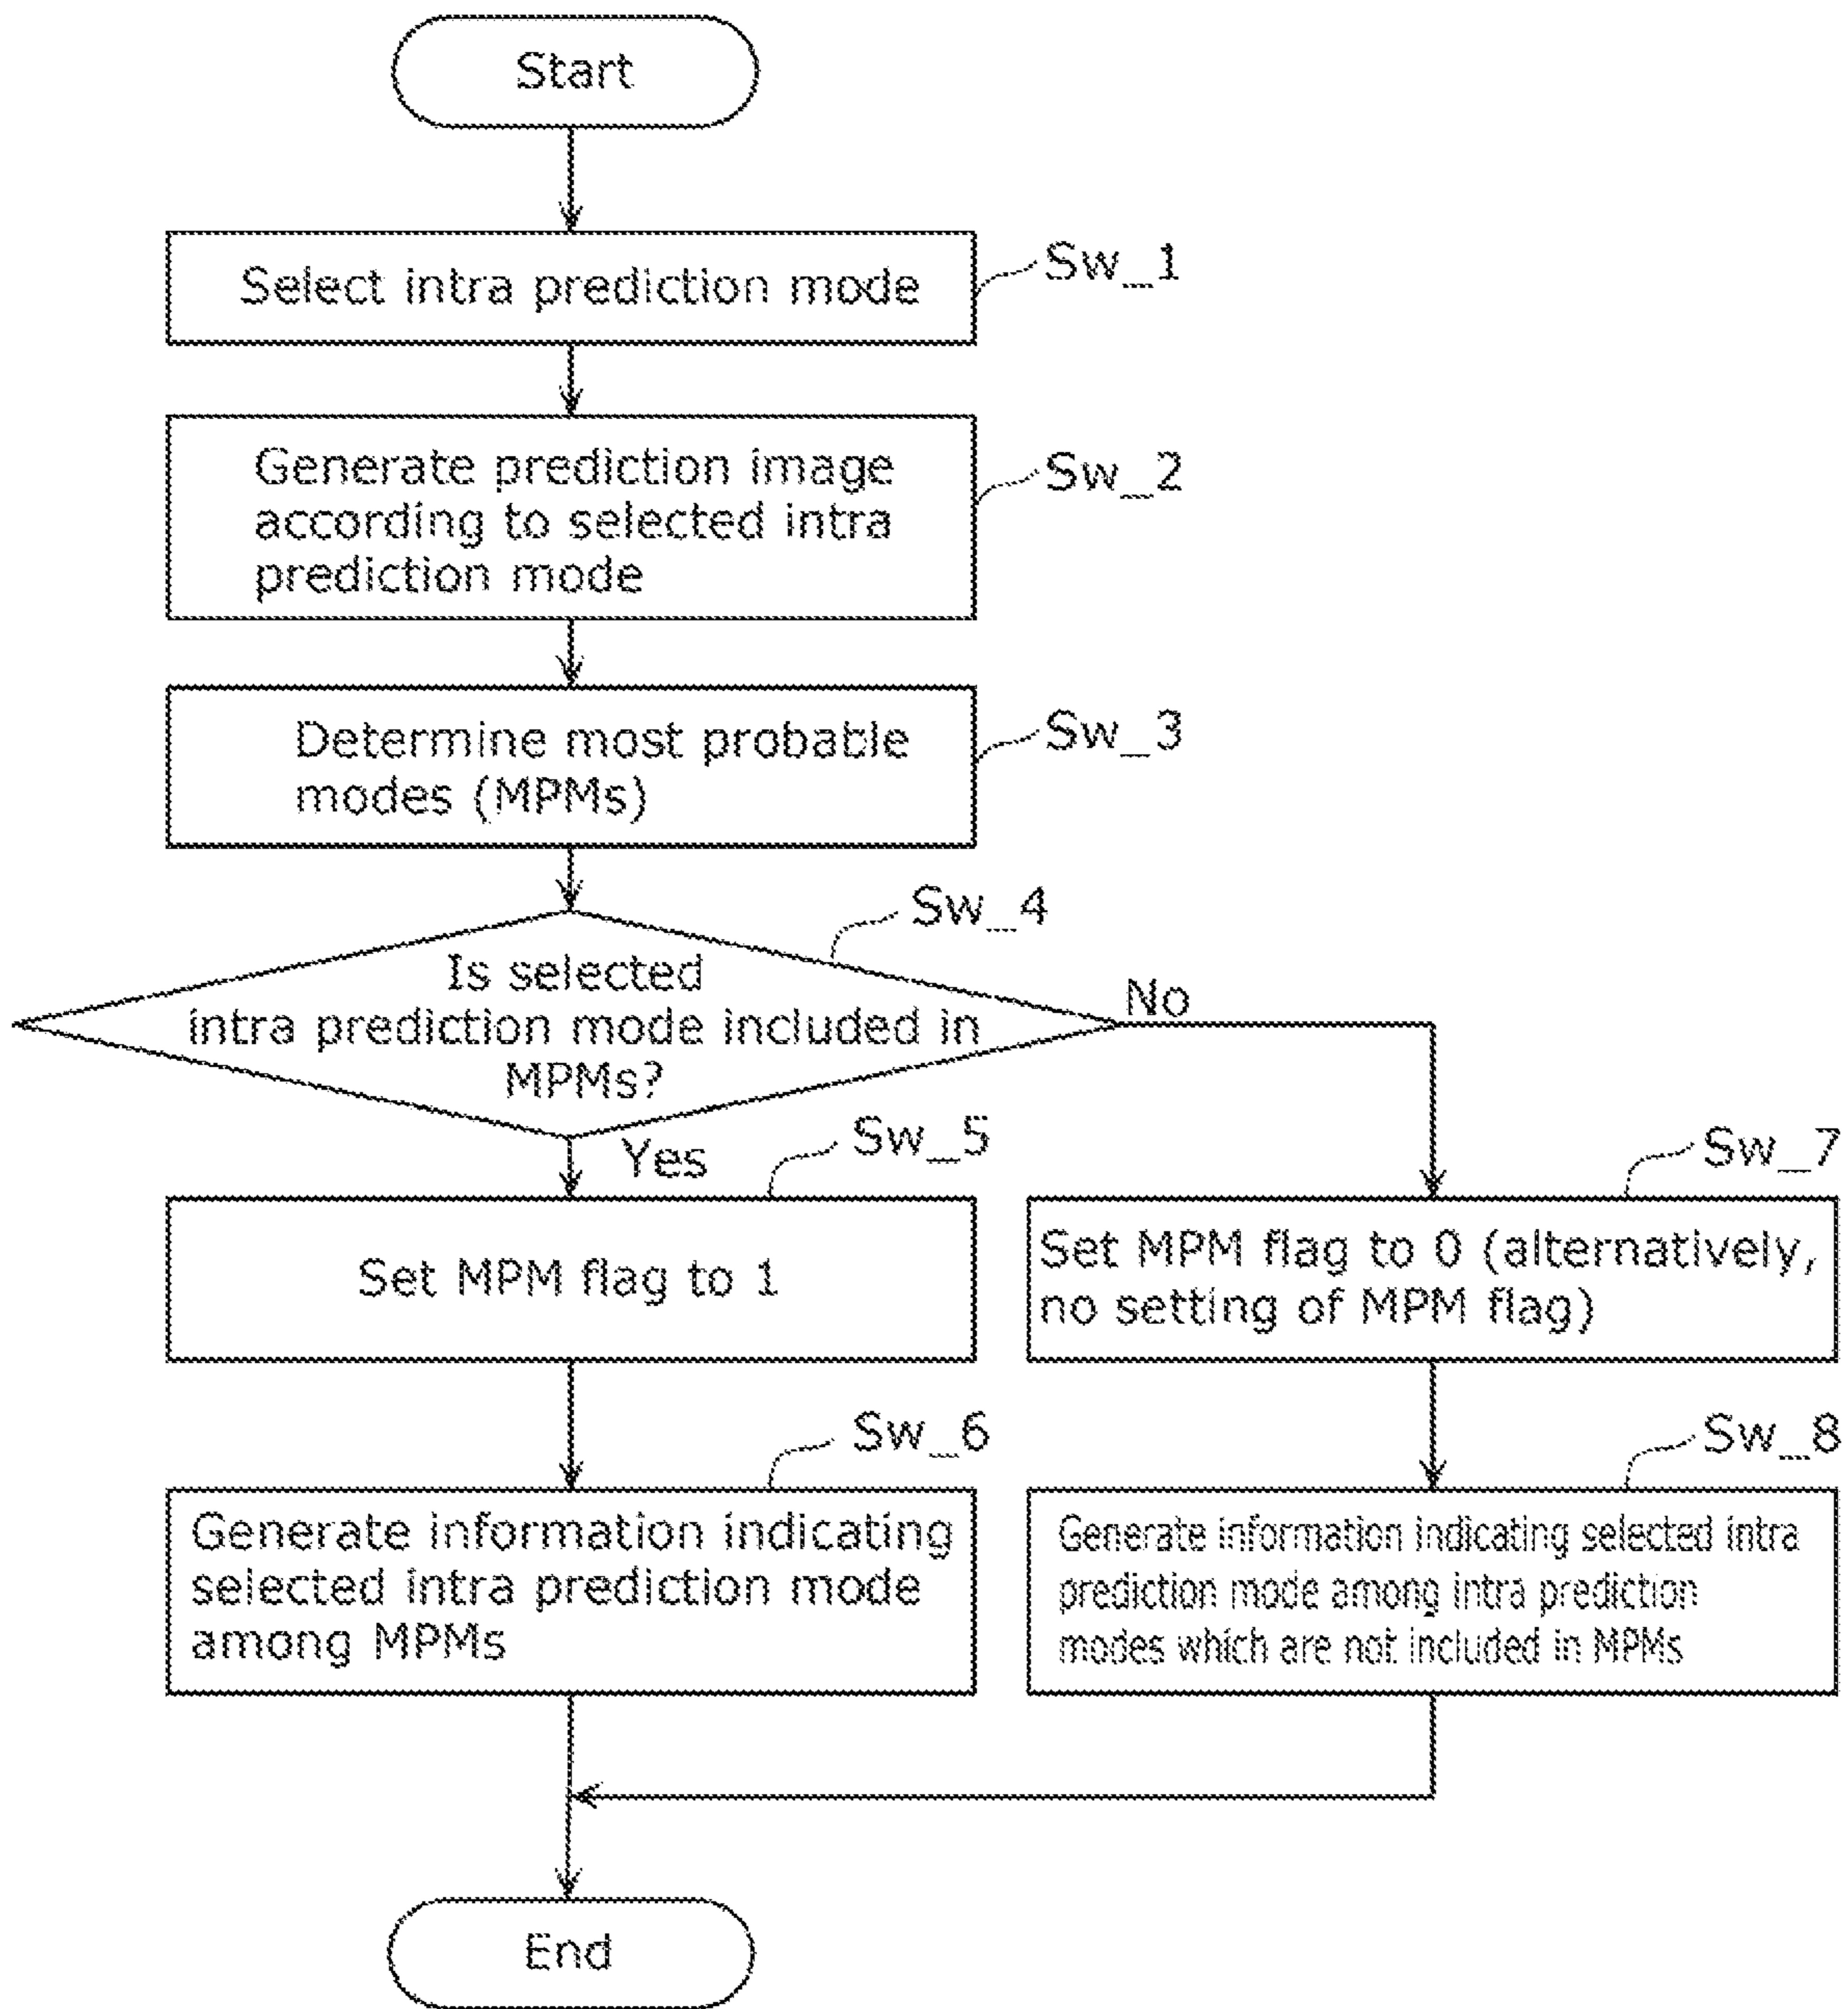 Start
Select intra prediction mode
Sw_1
Generate prediction image
according to selected intra
prediction mode
Sw_2
Determine most probable
modes (MPMs)
Sw_3
Sw_4
Is selected
intra prediction mode included in
MPMs?
No
Yes
Sw_5
Set MPM flag to 1
Sw_7
Set MPM flag to 0 (alternatively,
no setting of MPM flag)
Sw_6
Generate information indicating
selected intra prediction mode
among MPMs
Sw_8
Generate information indicating selected intra
prediction mode among intra prediction
modes which are not included in MPMs
End